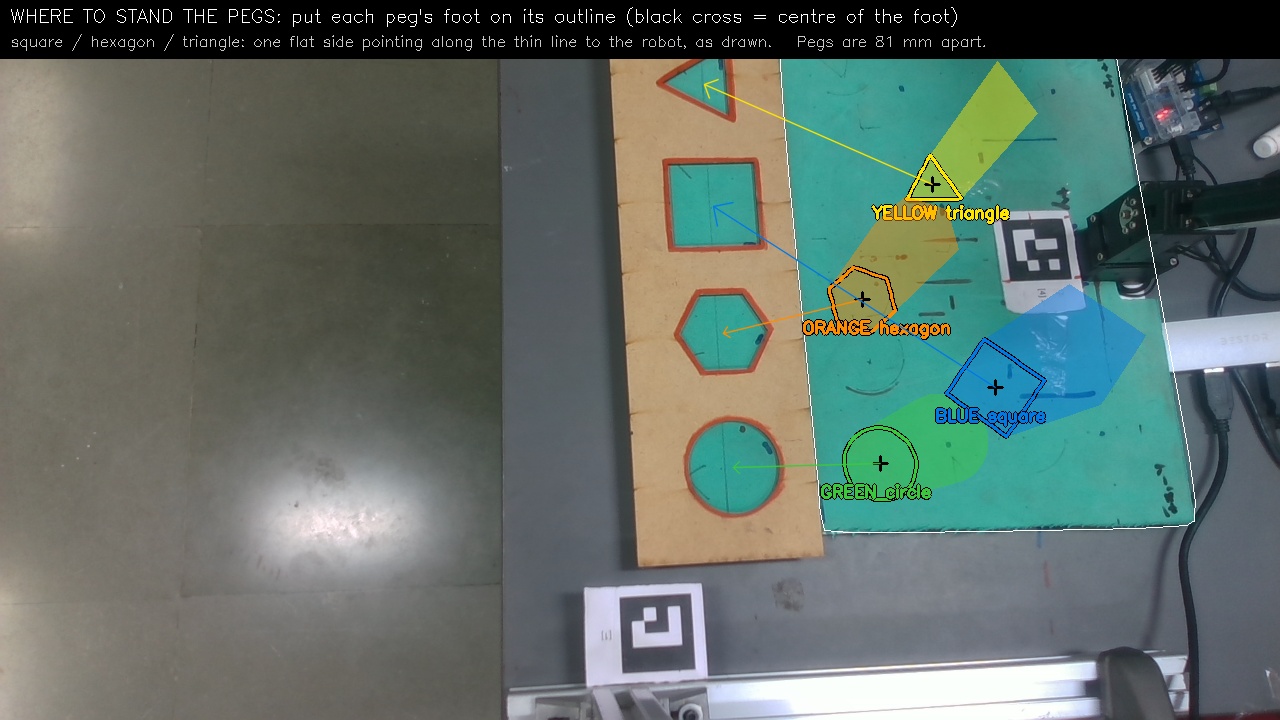 WHERE TO STAND THE PEGS: put each peg's foot on its outline (black cross = centre of the foot)
square / hexagon / triangle: one flat side pointing along the thin line to the robot, as drawn.   Pegs are 81 mm apart.
YELLOW triangle
ORANGE hexagon
BLUE square
GREEN circle